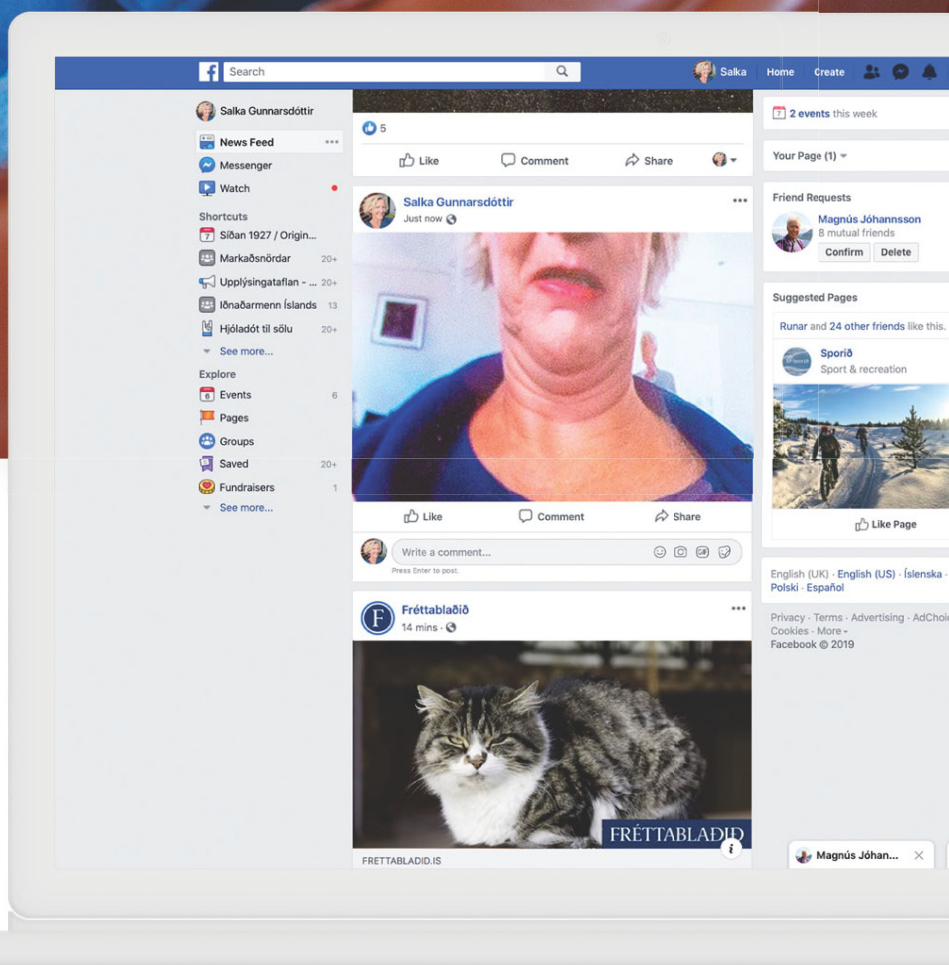 Search
Salka
Home
Create
Salka Gunnarsdóttir
News Feed
Messenger
Watch
Shortcuts
7 Síðan 1927 / Origin...
Markaðsnördar 20+
Upplýsingataflan - ... 20+
Iðnaðarmenn Íslands 13
Hjóladót til sölu 20+
See more...
Explore
6 Events 6
Pages
Groups
Saved 20+
Fundraisers 1
See more...
5
Like Comment Share
Salka Gunnarsdóttir
Just now
Like Comment Share
Write a comment...
GIF
Press Enter to post.
F Fréttablaðið
14 mins ·
FRÉTTABLAÐIÐ
i
FRETTABLADID.IS
7 2 events this week
Your Page (1)
Friend Requests
Magnús Jóhannsson
8 mutual friends
Confirm Delete
Suggested Pages
Runar and 24 other friends like this.
Sporið
Sport & recreation
Like Page
English (UK) · English (US) · Íslenska ·
Polski · Español
Privacy · Terms · Advertising · AdChoi
Cookies · More
Facebook © 2019
Magnús Jóhan...